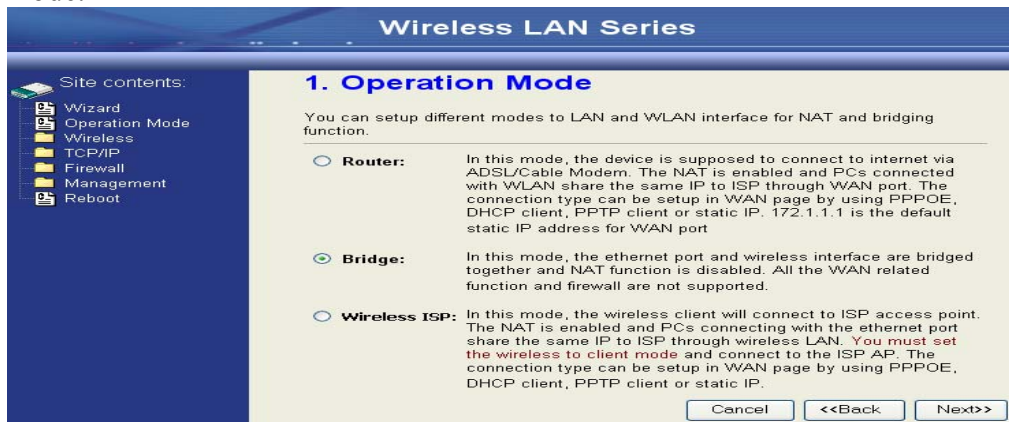 Wireless LAN Series
Site contents:
Wizard
Operation Mode
Wireless
TCP/IP
Firewall
Management
Reboot
1. Operation Mode
You can setup different modes to LAN and WLAN interface for NAT and bridging
function.
Router:
In this mode, the device is supposed to connect to internet via
ADSL/Cable Modem. The NAT is enabled and PCs connected
with WLAN share the same IP to ISP through WAN port. The
connection type can be setup in WAN page by using PPPOE,
DHCP client, PPTP client or static IP. 172.1.1.1 is the default
static IP address for WAN port
Bridge:
In this mode, the ethernet port and wireless interface are bridged
together and NAT function is disabled. All the WAN related
function and firewall are not supported.
Wireless ISP:
In this mode, the wireless client will connect to ISP access point.
The NAT is enabled and PCs connecting with the ethernet port
share the same IP to ISP through wireless LAN. You must set
the wireless to client mode and connect to the ISP AP. The
connection type can be setup in WAN page by using PPPOE,
DHCP client, PPTP client or static IP.
Cancel
<<Back
Next>>